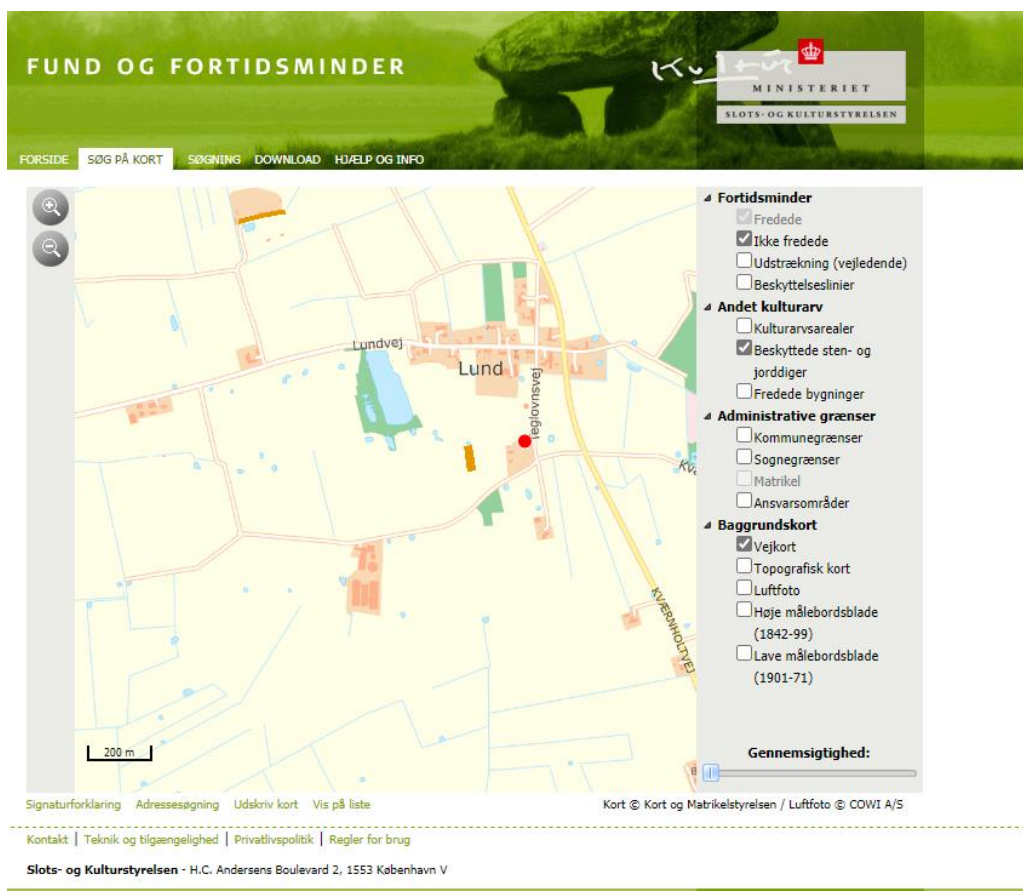 FUND OG FORTIDSMINDER
Kultur
MINISTERIET
SLOTS- OG KULTURSTYRELSEN
FORSIDE SØG PÅ KORT SØGNING DOWNLOAD HJÆLP OG INFO
Lundvej
Lund
Teglovnsvej
KVÆRNHOLTVEJ
200 m
Fortidsminder
Fredede
Ikke fredede
Udstrækning (vejledende)
Beskyttelseslinier
Andet kulturarv
Kulturarvsarealer
Beskyttede sten- og
jorddiger
Fredede bygninger
Administrative grænser
Kommunegrænser
Sognegrænser
Matrikel
Ansvarsområder
Baggrundskort
Vejkort
Topografisk kort
Luftfoto
Høje målebordsblade
(1842-99)
Lave målebordsblade
(1901-71)
Gennemsigtighed:
Signaturforklaring Adressesøgning Udskriv kort Vis på liste
Kort © Kort og Matrikelstyrelsen / Luftfoto © COWI A/S
Kontakt | Teknik og tilgængelighed | Privatlivspolitik | Regler for brug
Slots- og Kulturstyrelsen - H.C. Andersens Boulevard 2, 1553 København V